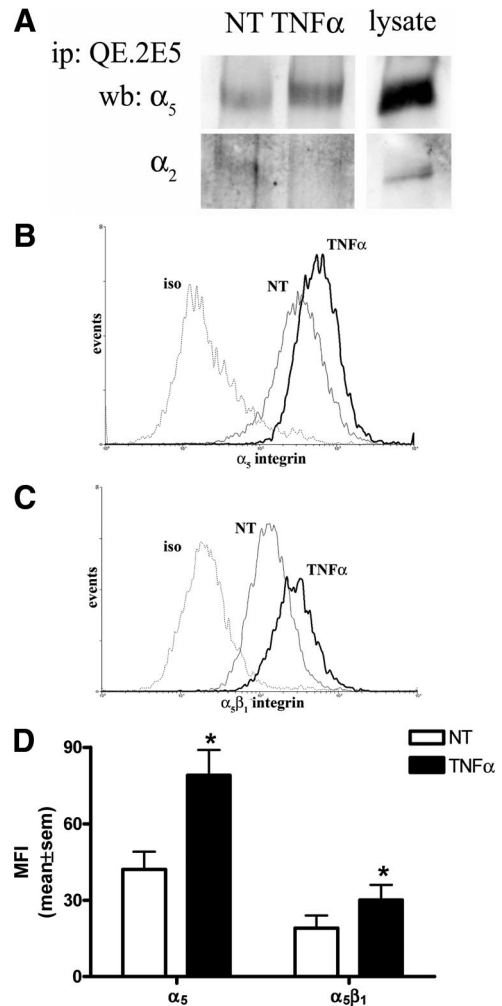 A
NT TNFα lysate
ip: QE.2E5
wb: α5
α2
B
TNFα
iso
NT
events
α5 integrin
C
NT
iso
TNFα
events
α5β1 integrin
D
NT
TNFα
90
60
30
0
MFI
(mean±sem)
*
*
α5
α5β1